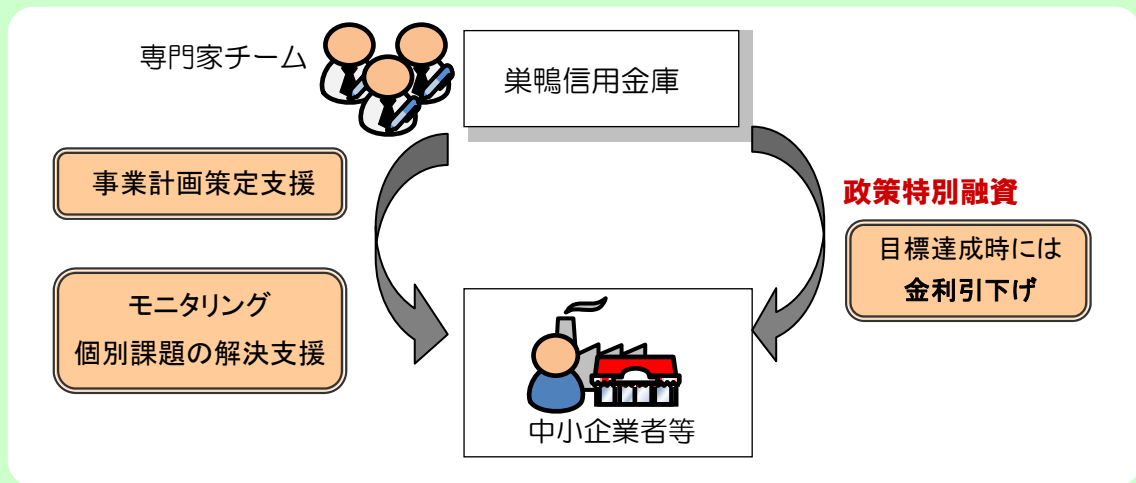 専門家チーム
巣鴨信用金庫
事業計画策定支援
モニタリング
個別課題の解決支援
政策特別融資
目標達成時には
金利引下げ
中小企業者等